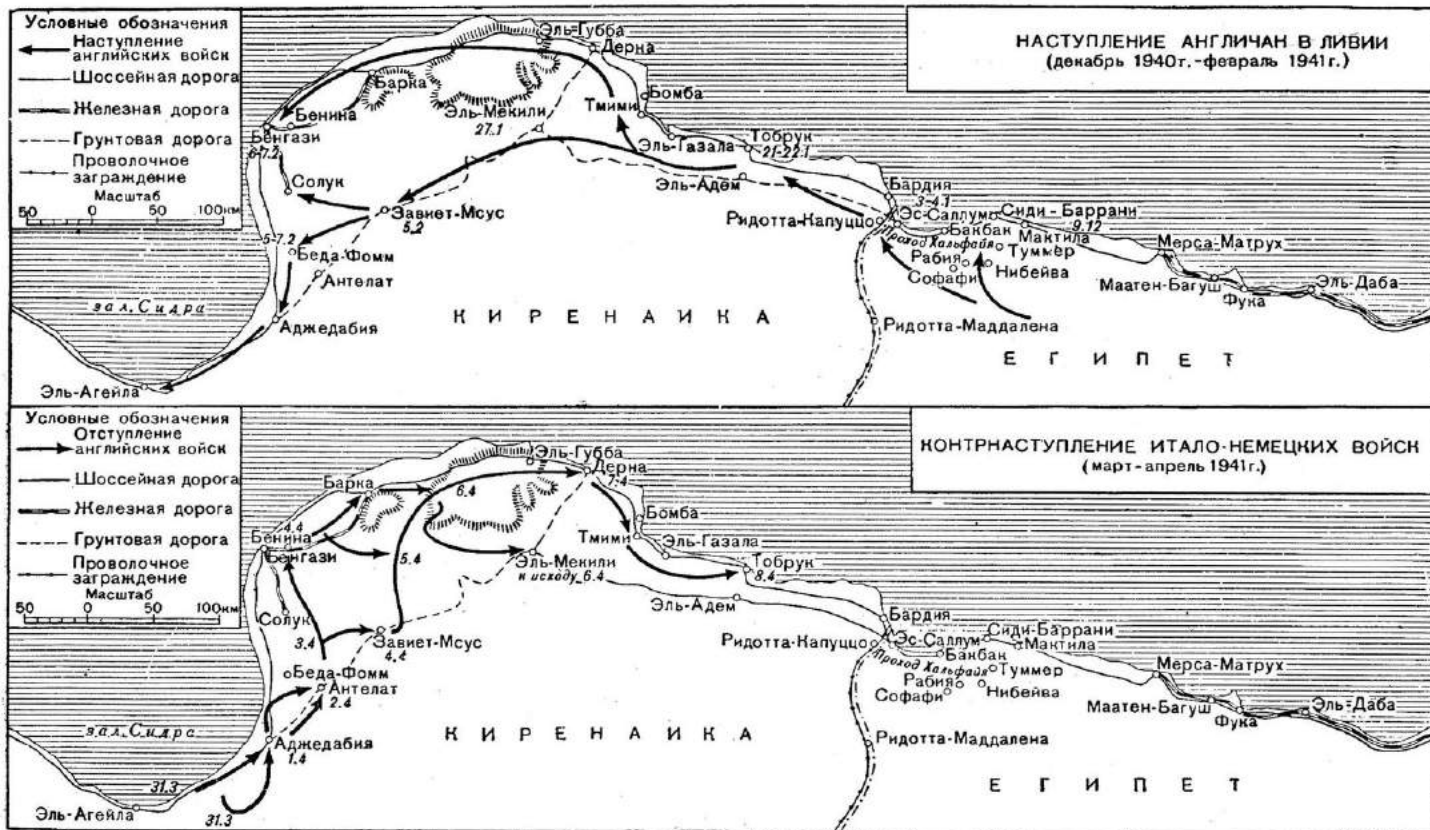 Условные обозначения
Наступление
английских войск
Шоссейная дорога
Железная дорога
Грунтовая дорога
Проволочное
заграждение
Масштаб
50 0 50 100км
НАСТУПЛЕНИЕ АНГЛИЧАН В ЛИВИИ
(декабрь 1940г.-февраль 1941г.)
Эль-Губба
Дерна
Барка
Бомба
Бенина
Эль-Мекили
27.1
Тмими
Бенгази
6-7.2
Тобрук
21-22.1
Эль-Газала
Солук
Эль-Адем
Бардия
3-4.1
Завиет-Мсус
5.2
Ридотта-Капуццо
Эс-Саллум
Сиди-Баррани
9.12
Бакбак
Мактила
Проход Хальфайя
Туммер
5-7.2
Беда-Фомм
Рабия
Нибейва
Мерса-Матрух
Софафи
Антелат
Маатен-Багуш
Фука
Эль-Даба
зал. Сидра
Аджедабия
КИРЕНАИКА
Ридотта-Маддалена
ЕГИПЕТ
Эль-Агейла
Условные обозначения
Отступление
английских войск
Шоссейная дорога
Железная дорога
Грунтовая дорога
Проволочное
заграждение
Масштаб
50 0 50 100км
КОНТРНАСТУПЛЕНИЕ ИТАЛО-НЕМЕЦКИХ ВОЙСК
(март-апрель 1941г.)
Эль-Губба
Дерна
7.4
Барка
6.4
Бомба
4.4
Бенина
Бенгази
Тмими
Эль-Газала
5.4
Эль-Мекили
к исходу 6.4
Тобрук
8.4
Солук
Эль-Адем
Бардия
3.4
Завиет-Мсус
4.4
Ридотта-Капуццо
Эс-Саллум
Сиди-Баррани
Мактила
Бакбак
Проход Хальфайя
Туммер
Беда-Фомм
Рабия
Нибейва
Мерса-Матрух
Антелат
2.4
Софафи
Маатен-Багуш
Фука
Эль-Даба
зал. Сидра
Аджедабия
1.4
КИРЕНАИКА
Ридотта-Маддалена
31.3
ЕГИПЕТ
Эль-Агейла
31.3